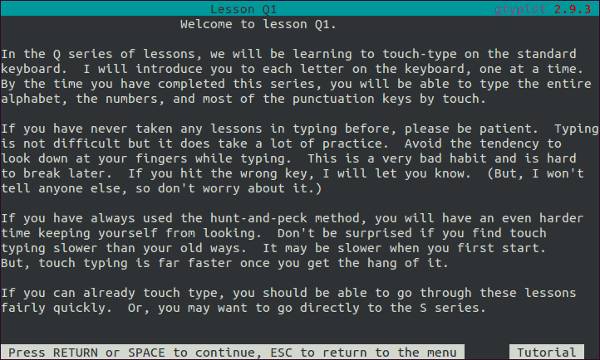 Lesson Q1 gtypist 2.9.3
Welcome to lesson Q1.
In the Q series of lessons, we will be learning to touch-type on the standard
keyboard.  I will introduce you to each letter on the keyboard, one at a time.
By the time you have completed this series, you will be able to type the entire
alphabet, the numbers, and most of the punctuation keys by touch.
If you have never taken any lessons in typing before, please be patient.  Typing
is not difficult but it does take a lot of practice.  Avoid the tendency to
look down at your fingers while typing.  This is a very bad habit and is hard
to break later.  If you hit the wrong key, I will let you know.  (But, I won't
tell anyone else, so don't worry about it.)
If you have always used the hunt-and-peck method, you will have an even harder
time keeping yourself from looking.  Don't be surprised if you find touch
typing slower than your old ways.  It may be slower when you first start.
But, touch typing is far faster once you get the hang of it.
If you can already touch type, you should be able to go through these lessons
fairly quickly.  Or, you may want to go directly to the S series.
Press RETURN or SPACE to continue, ESC to return to the menu Tutorial